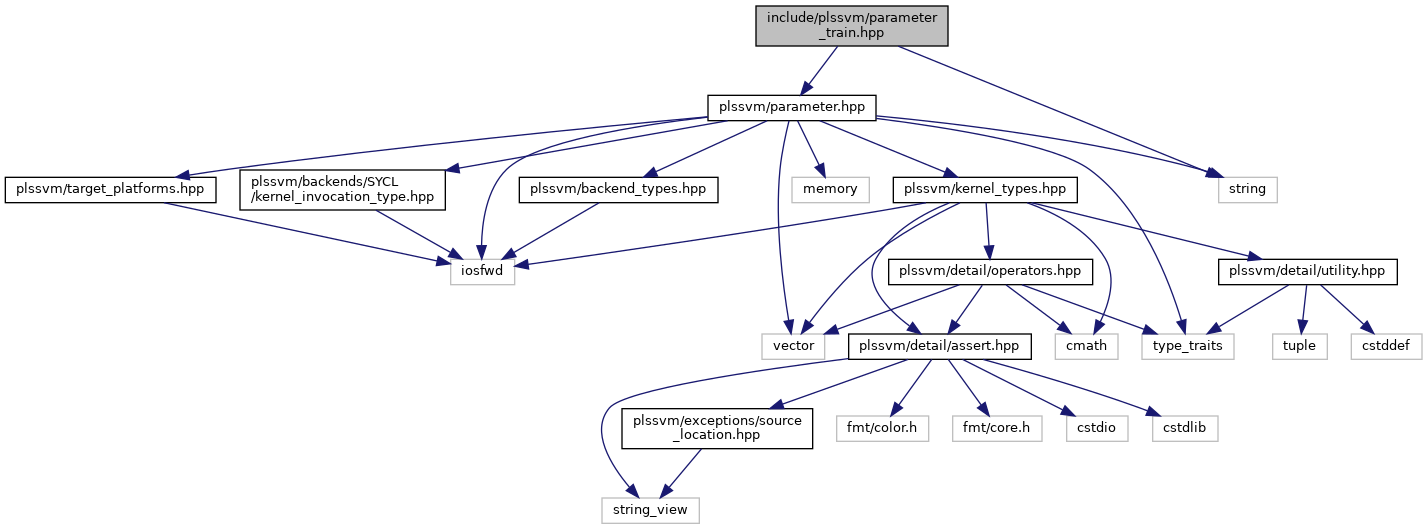 include/plssvm/parameter
_train.hpp
plssvm/parameter.hpp
plssvm/target_platforms.hpp
plssvm/backends/SYCL
/kernel_invocation_type.hpp
plssvm/backend_types.hpp
memory
plssvm/kernel_types.hpp
string
iosfwd
plssvm/detail/operators.hpp
plssvm/detail/utility.hpp
vector
plssvm/detail/assert.hpp
cmath
type_traits
tuple
cstddef
plssvm/exceptions/source
_location.hpp
fmt/color.h
fmt/core.h
cstdio
cstdlib
string_view